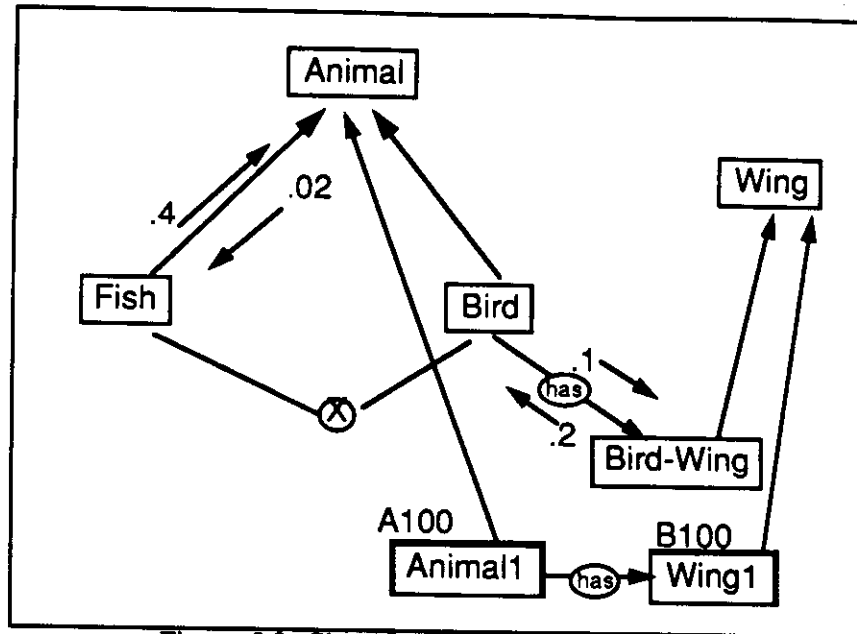 Animal
.02
.4
Wing
Fish
Bird
.1
has
X
.2
Bird-Wing
A100
B100
Animal1
has
Wing1